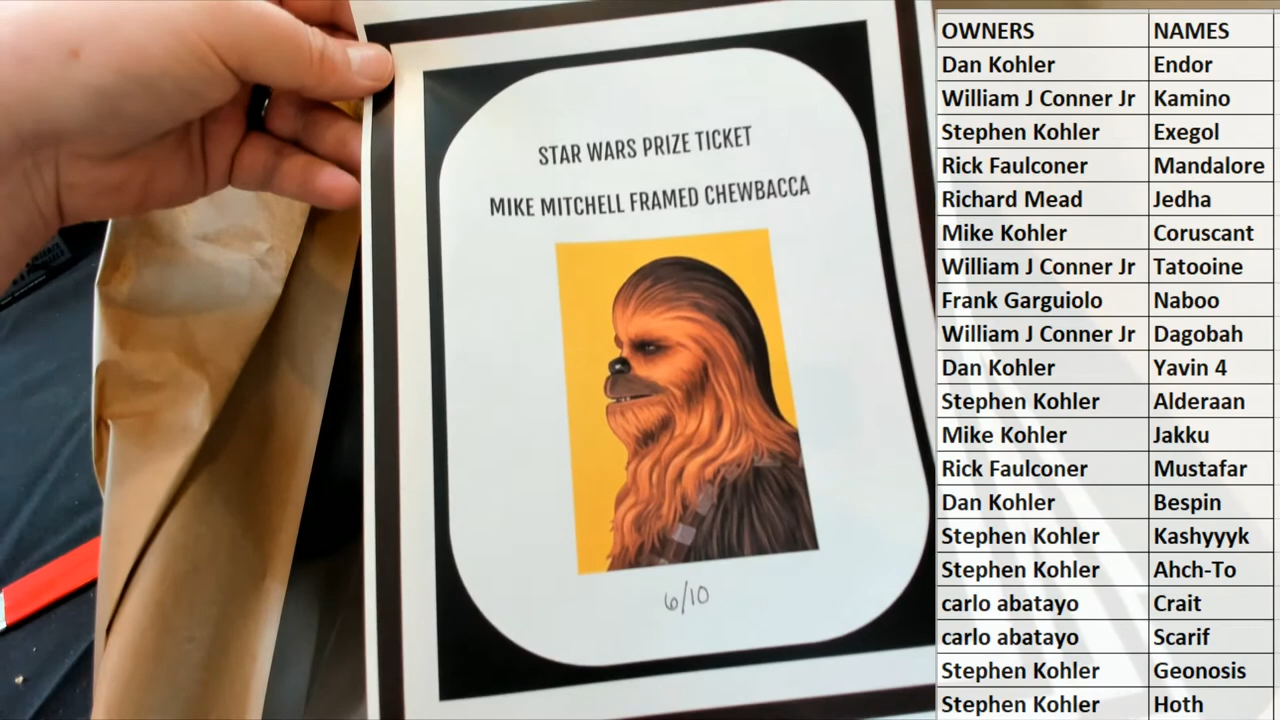 STAR WARS PRIZE TICKET
MIKE MITCHELL FRAMED CHEWBACCA
6/10
OWNERS NAMES
Dan Kohler Endor
William J Conner Jr Kamino
Stephen Kohler Exegol
Rick Faulconer Mandalore
Richard Mead Jedha
Mike Kohler Coruscant
William J Conner Jr Tatooine
Frank Garguiolo Naboo
William J Conner Jr Dagobah
Dan Kohler Yavin 4
Stephen Kohler Alderaan
Mike Kohler Jakku
Rick Faulconer Mustafar
Dan Kohler Bespin
Stephen Kohler Kashyyyk
Stephen Kohler Ahch-To
carlo abatayo Crait
carlo abatayo Scarif
Stephen Kohler Geonosis
Stephen Kohler Hoth